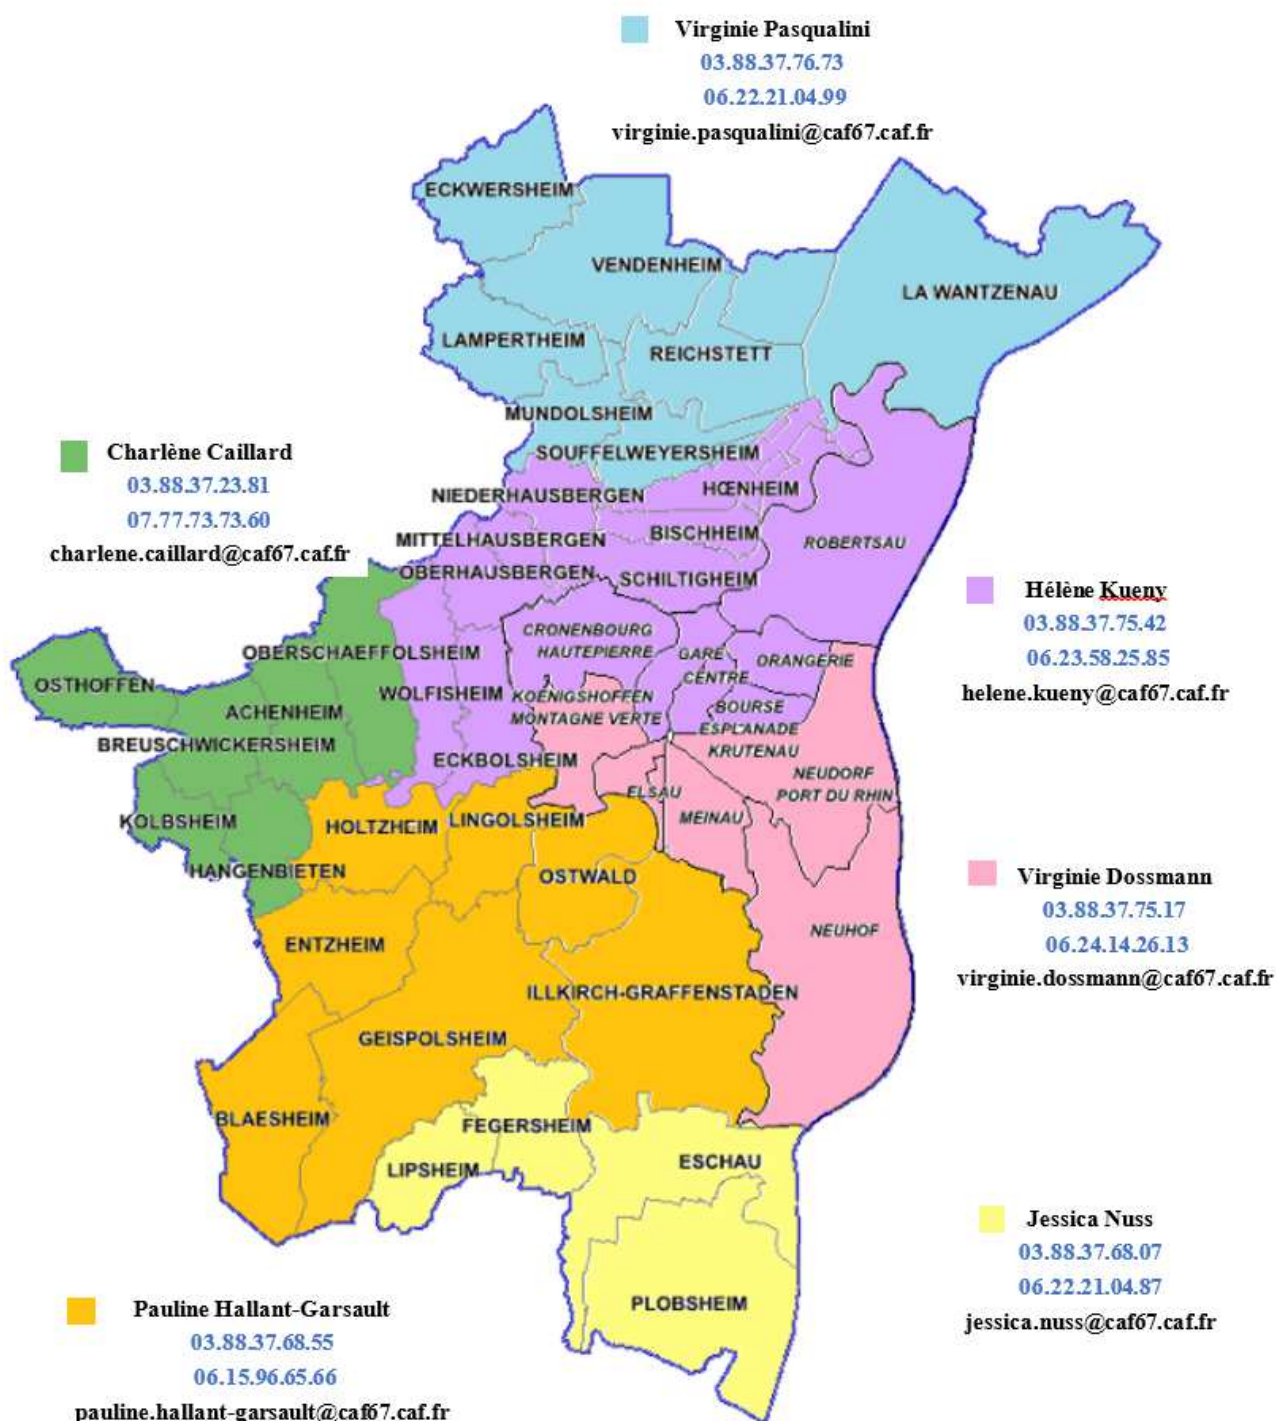 Virginie Pasqualini
03.88.37.76.73
06.22.21.04.99
virginie.pasqualini@caf67.caf.fr
ECKWERSHEIM
VENDENHEIM
LA WANTZENAU
LAMPERTHEIM
REICHSTETT
MUNDOLSHEIM
SOUFFELWEYERSHEIM
Charlène Caillard
03.88.37.23.81
07.77.73.73.60
charlene.caillard@caf67.caf.fr
NIEDERHAUSBERGEN
HŒNHEIM
MITTELHAUSBERGEN
BISCHHEIM
ROBERTSAU
OBERHAUSBERGEN
SCHILTIGHEIM
Hélène Kueny
03.88.37.75.42
06.23.58.25.85
helene.kueny@caf67.caf.fr
CRONENBOURG
HAUTEPIERRE
OBERSCHAEFFOLSHEIM
GARE
CENTRE
ORANGERIE
OSTHOFFEN
WOLFISHEIM
KOENIGSHOFFEN
MONTAGNE VERTE
ACHENHEIM
BOURSE
ESPLANADE
KRUTENAU
BREUSCHWICKERSHEIM
ECKBOLSHEIM
NEUDORF
PORT DU RHIN
ELSAU
MEINAU
KOLBSHEIM
HOLTZHEIM
LINGOLSHEIM
HANGENBIETEN
OSTWALD
Virginie Dossmann
03.88.37.75.17
06.24.14.26.13
virginie.dossmann@caf67.caf.fr
NEUHOF
ENTZHEIM
ILLKIRCH-GRAFFENSTADEN
GEISPOLSHEIM
BLAESHEIM
FEGERSHEIM
LIPSHEIM
ESCHAU
Jessica Nuss
03.88.37.68.07
06.22.21.04.87
jessica.nuss@caf67.caf.fr
PLOBSHEIM
Pauline Hallant-Garsault
03.88.37.68.55
06.15.96.65.66
pauline.hallant-garsault@caf67.caf.fr